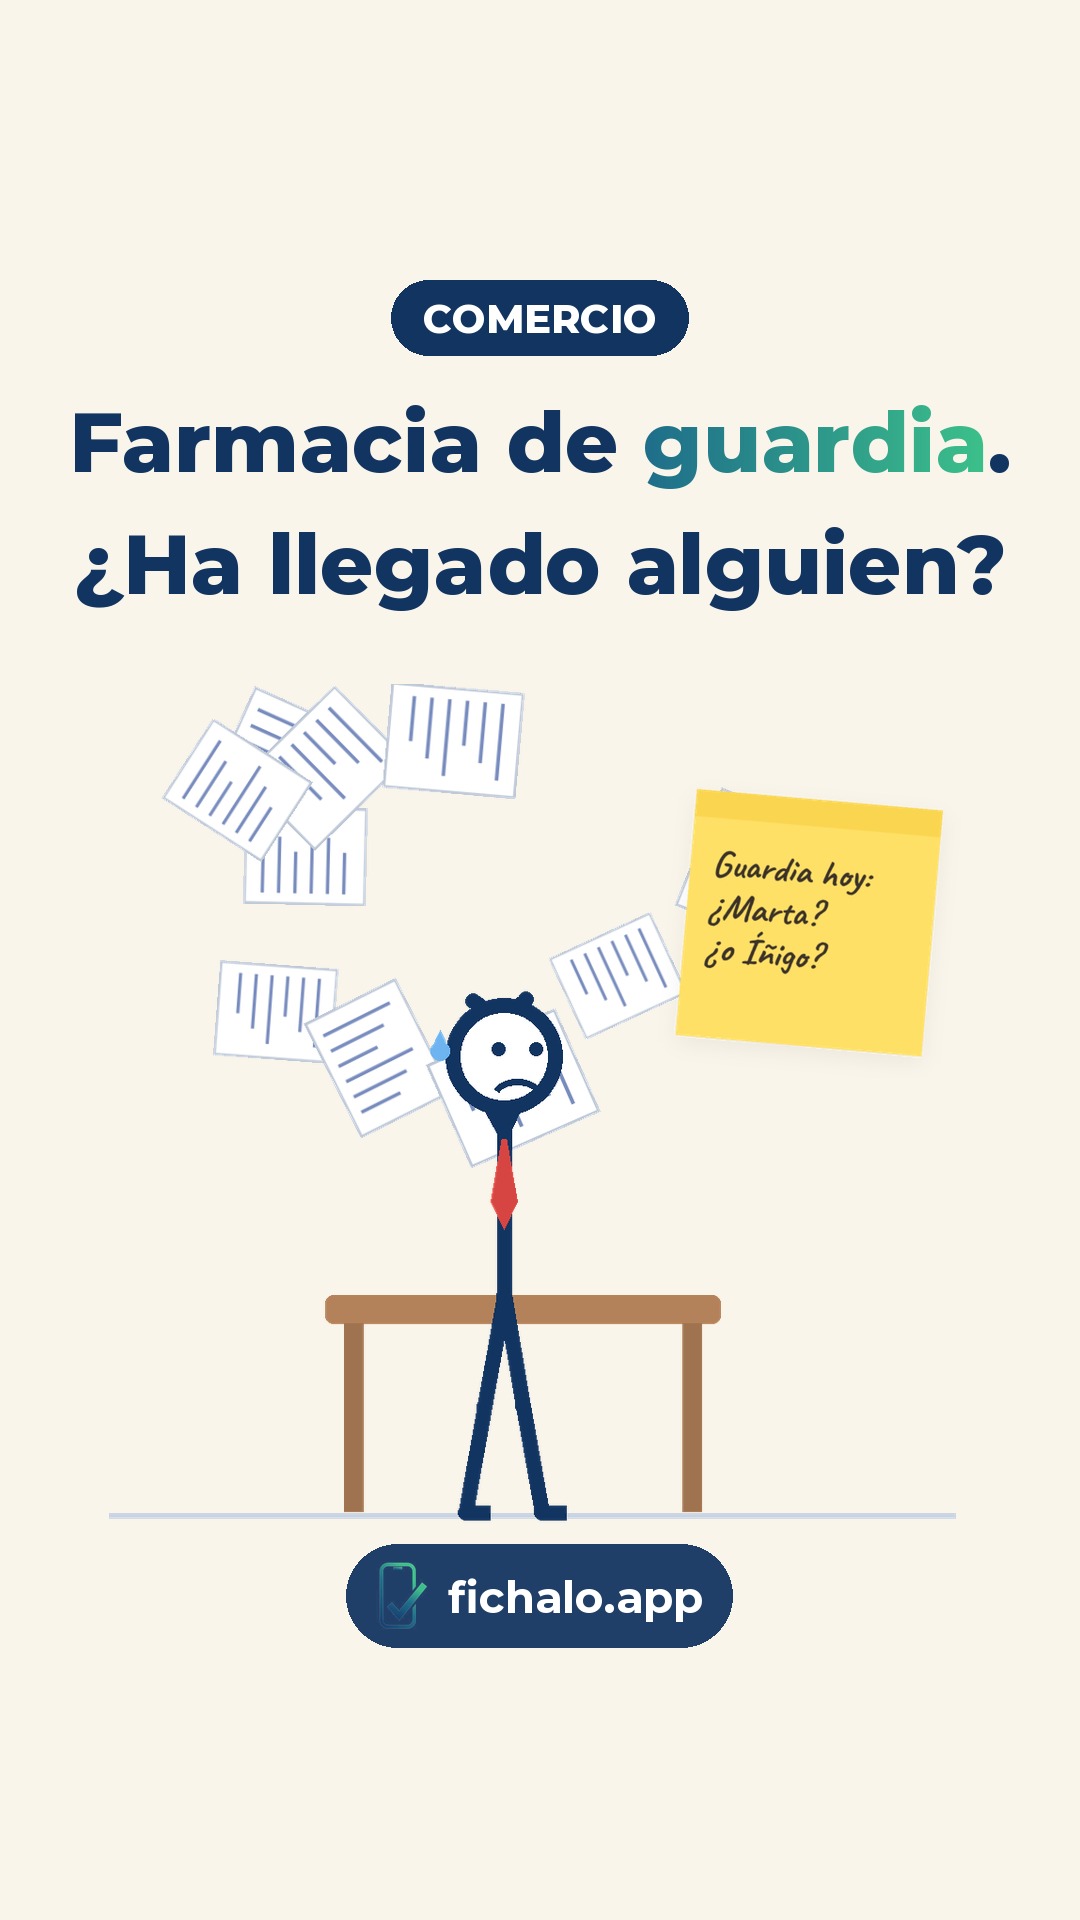 COMERCIO
Farmacia de guardia.
¿Ha llegado alguien?
Guardia hoy:
¿Marta?
¿o Íñigo?
fichalo.app